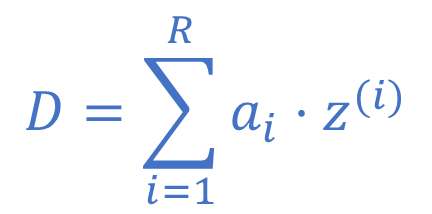 D = \sum_{i=1}^{R} a_i \cdot z^{(i)}